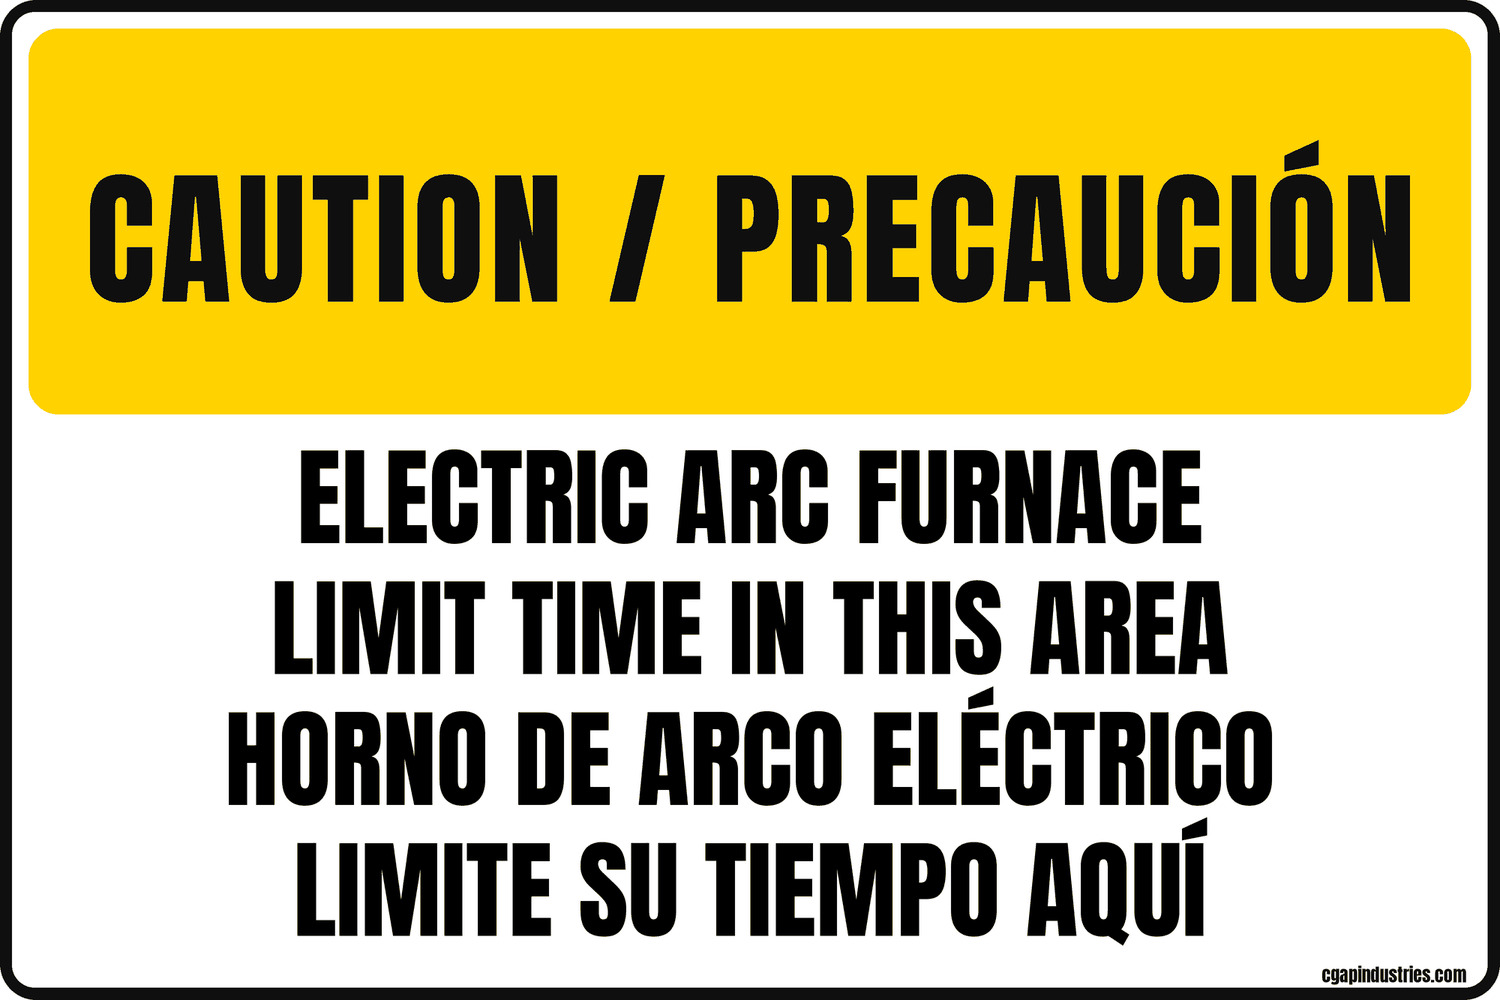 CAUTION / PRECAUCIÓN
ELECTRIC ARC FURNACE
LIMIT TIME IN THIS AREA
HORNO DE ARCO ELÉCTRICO
LIMITE SU TIEMPO AQUÍ
cgapindustries.com